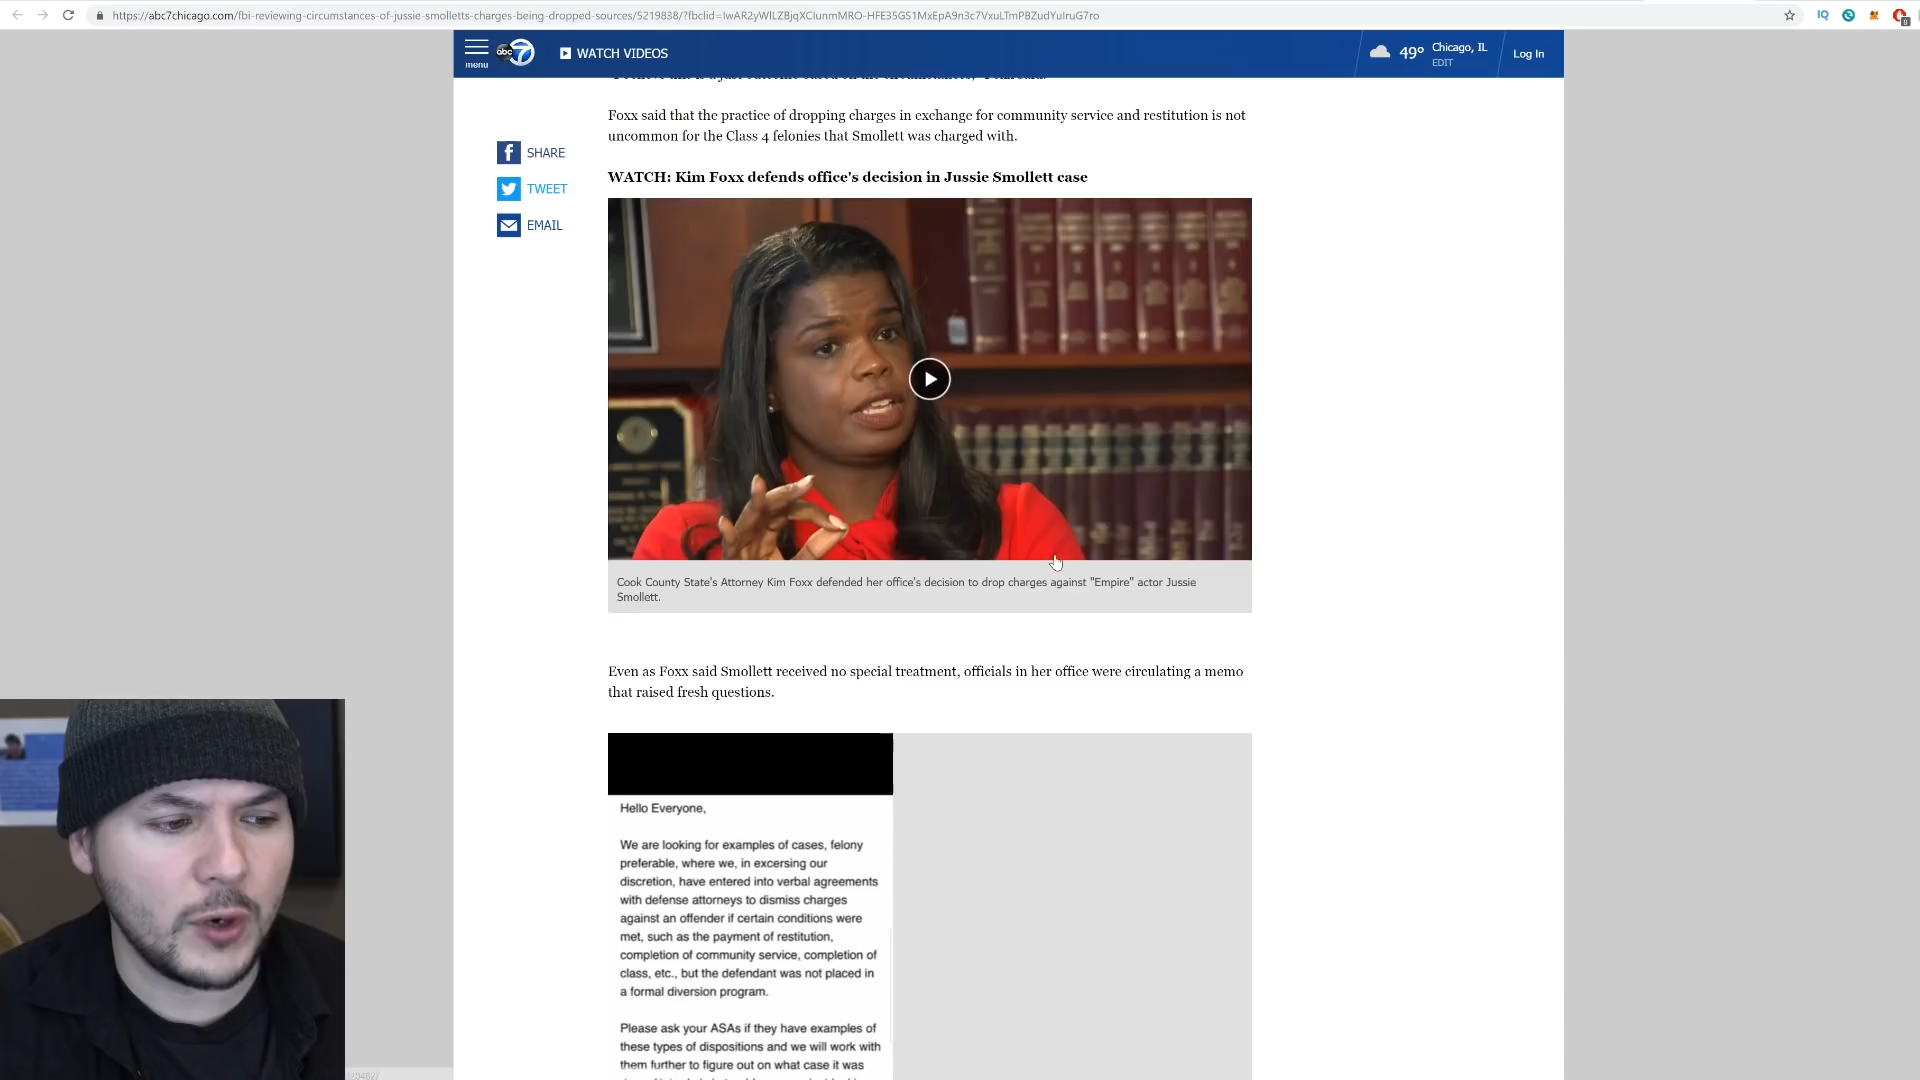 https://abc7chicago.com/fbi-reviewing-circumstances-of-jussie-smolletts-charges-being-dropped-sources/5219838/?fbclid=IwAR2yWlLZBjqXClunmMRO-HFE35GS1MxEpA9n3c7VxuLTmPBZudYuIruG7ro
IQ
menu
abc 7
WATCH VIDEOS
49°
Chicago, IL
EDIT
Log In
Foxx said that the practice of dropping charges in exchange for community service and restitution is not
uncommon for the Class 4 felonies that Smollett was charged with.
SHARE
TWEET
EMAIL
WATCH: Kim Foxx defends office's decision in Jussie Smollett case
Cook County State's Attorney Kim Foxx defended her office's decision to drop charges against "Empire" actor Jussie
Smollett.
Even as Foxx said Smollett received no special treatment, officials in her office were circulating a memo
that raised fresh questions.
Hello Everyone,
We are looking for examples of cases, felony
preferable, where we, in excersing our
discretion, have entered into verbal agreements
with defense attorneys to dismiss charges
against an offender if certain conditions were
met, such as the payment of restitution,
completion of community service, completion of
class, etc., but the defendant was not placed in
a formal diversion program.
Please ask your ASAs if they have examples of
these types of dispositions and we will work with
them further to figure out on what case it was